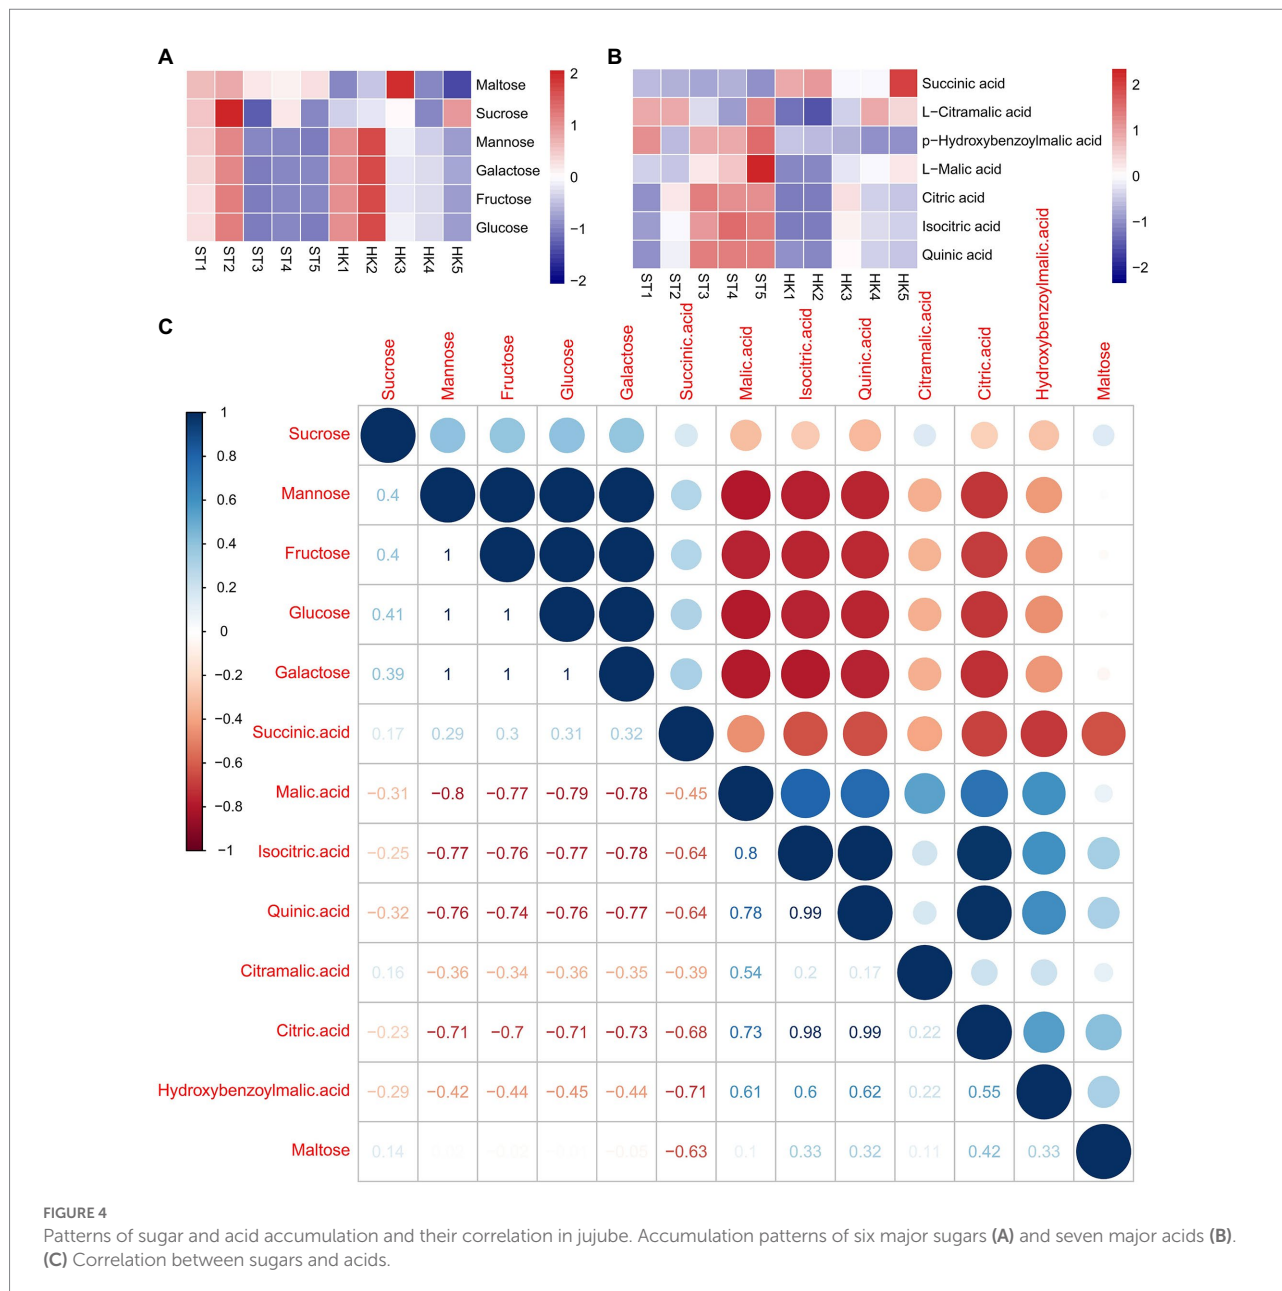 A
Maltose
Sucrose
Mannose
Galactose
Fructose
Glucose
ST1 ST2 ST3 ST4 ST5 HK1 HK2 HK3 HK4 HK5
2
1
0
−1
−2
B
Succinic acid
L−Citramalic acid
p−Hydroxybenzoylmalic acid
L−Malic acid
Citric acid
Isocitric acid
Quinic acid
ST1 ST2 ST3 ST4 ST5 HK1 HK2 HK3 HK4 HK5
2
1
0
−1
−2
C
Sucrose Mannose Fructose Glucose Galactose Succinic.acid Malic.acid Isocitric.acid Quinic.acid Citramalic.acid Citric.acid Hydroxybenzoylmalic.acid Maltose
1
0.8
0.6
0.4
0.2
0
−0.2
−0.4
−0.6
−0.8
−1
Sucrose
Mannose 0.4
Fructose 0.4 1
Glucose 0.41 1 1
Galactose 0.39 1 1 1
Succinic.acid 0.17 0.29 0.3 0.31 0.32
Malic.acid −0.31 −0.8 −0.77 −0.79 −0.78 −0.45
Isocitric.acid −0.25 −0.77 −0.76 −0.77 −0.78 −0.64 0.8
Quinic.acid −0.32 −0.76 −0.74 −0.76 −0.77 −0.64 0.78 0.99
Citramalic.acid 0.16 −0.36 −0.34 −0.36 −0.35 −0.39 0.54 0.2 0.17
Citric.acid −0.23 −0.71 −0.7 −0.71 −0.73 −0.68 0.73 0.98 0.99 0.22
Hydroxybenzoylmalic.acid −0.29 −0.42 −0.44 −0.45 −0.44 −0.71 0.61 0.6 0.62 0.22 0.55
Maltose 0.14 −0.05 −0.63 0.1 0.33 0.32 0.11 0.42 0.33
FIGURE 4
Patterns of sugar and acid accumulation and their correlation in jujube. Accumulation patterns of six major sugars (A) and seven major acids (B).
(C) Correlation between sugars and acids.